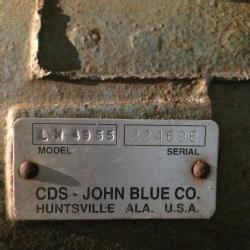 LM 4955 224698
MODEL SERIAL
CDS - JOHN BLUE CO.
HUNTSVILLE ALA. U.S.A.